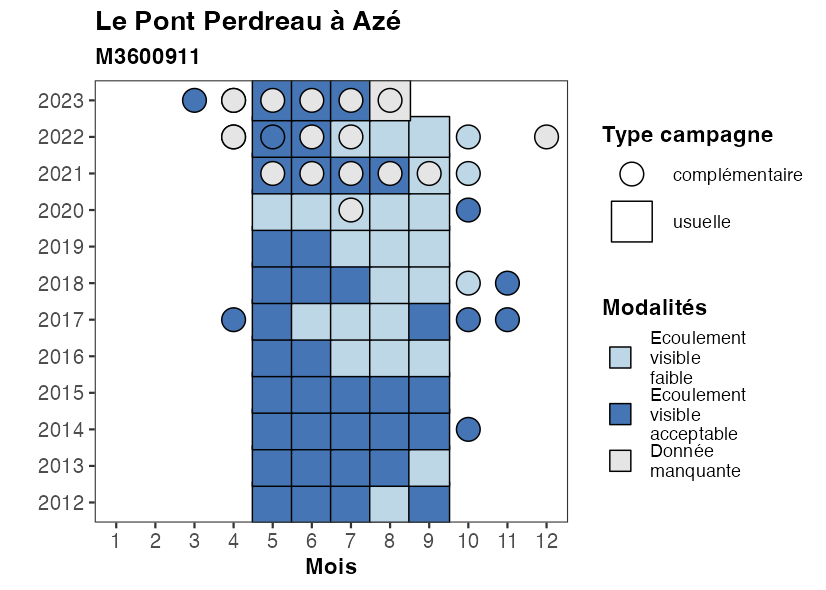 Le Pont Perdreau à Azé
M3600911
2023
2022
2021
2020
2019
2018
2017
2016
2015
2014
2013
2012
1 2 3 4 5 6 7 8 9 10 11 12
Mois
Type campagne
complémentaire
usuelle
Modalités
Ecoulement
visible
faible
Ecoulement
visible
acceptable
Donnée
manquante